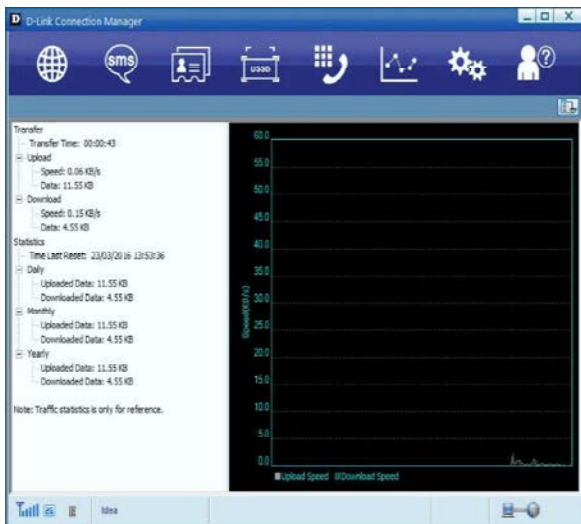 D D-Link Connection Manager
sms
USSD
Transfer
Transfer Time: 00:00:43
Upload
Speed: 0.06 KB/s
Data: 11.55 KB
Download
Speed: 0.15 KB/s
Data: 4.55 KB
Statistics
Time Last Reset: 23/03/2016 13:53:36
Daily
Uploaded Data: 11.55 KB
Downloaded Data: 4.55 KB
Monthly
Uploaded Data: 11.55 KB
Downloaded Data: 4.55 KB
Yearly
Uploaded Data: 11.55 KB
Downloaded Data: 4.55 KB
Note: Traffic statistics is only for reference.
60.0
55.0
50.0
45.0
40.0
35.0
30.0
25.0
20.0
15.0
10.0
5.0
0.0
Speed(KB/s)
Upload Speed Download Speed
Idea